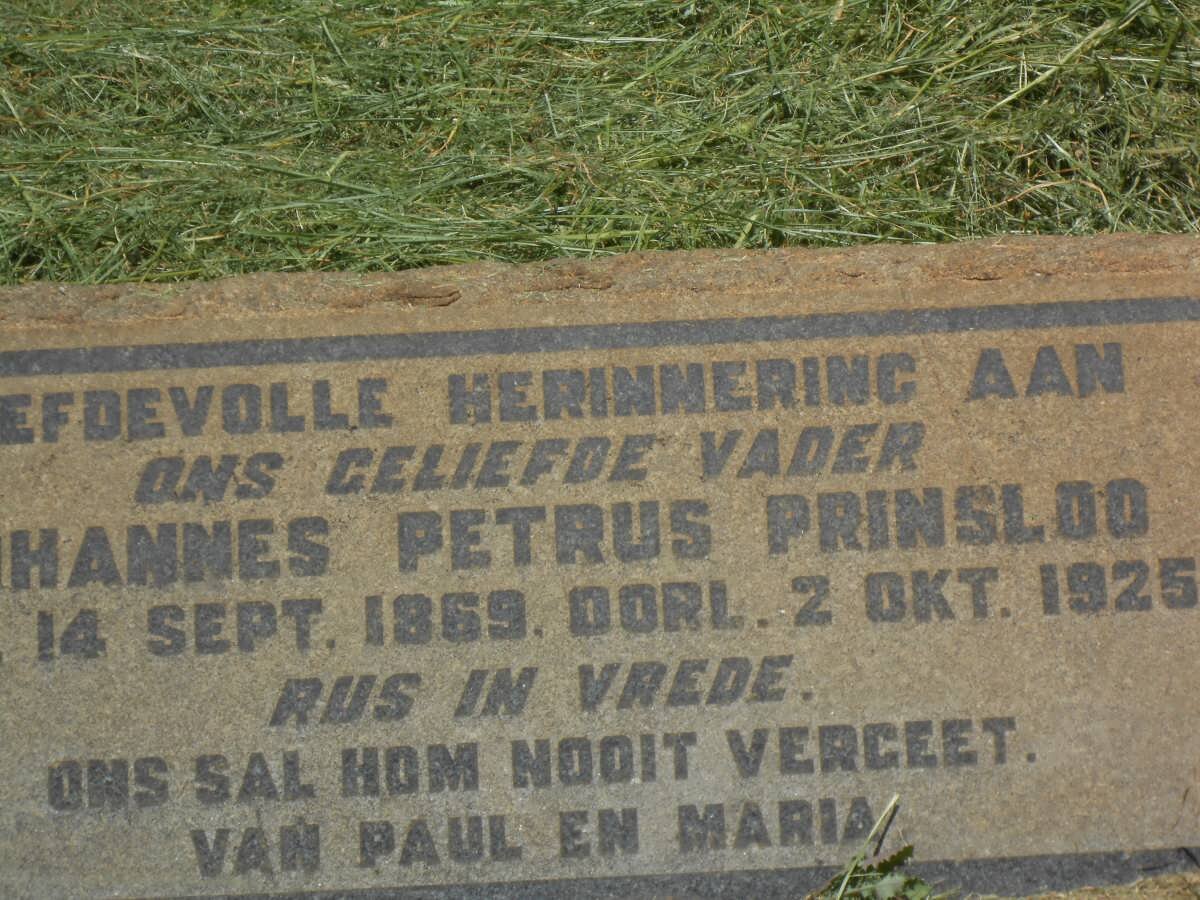 EFDEVOLLE HERINNERING AAN
ONS GELIEFDE VADER
HANNES PETRUS PRINSLOO
14 SEPT. 1869. OORL. 2 OKT. 1925
RUS IN VREDE.
ONS SAL HOM NOOIT VERGEET.
VAN PAUL EN MARIA